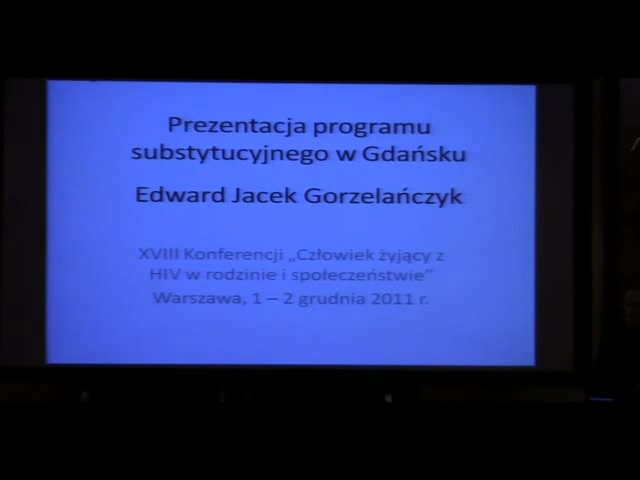 Prezentacja programu
substytucyjnego w Gdańsku
Edward Jacek Gorzelańczyk
XVIII Konferencji „Człowiek żyjący z
HIV w rodzinie i społeczeństwie”
Warszawa, 1 – 2 grudnia 2011 r.